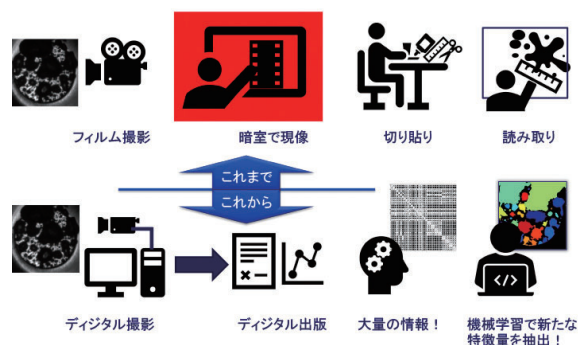 フィルム撮影
暗室で現像
切り貼り
読み取り
これまで
これから
ディジタル撮影
ディジタル出版
大量の情報！
機械学習で新たな
特徴量を抽出！